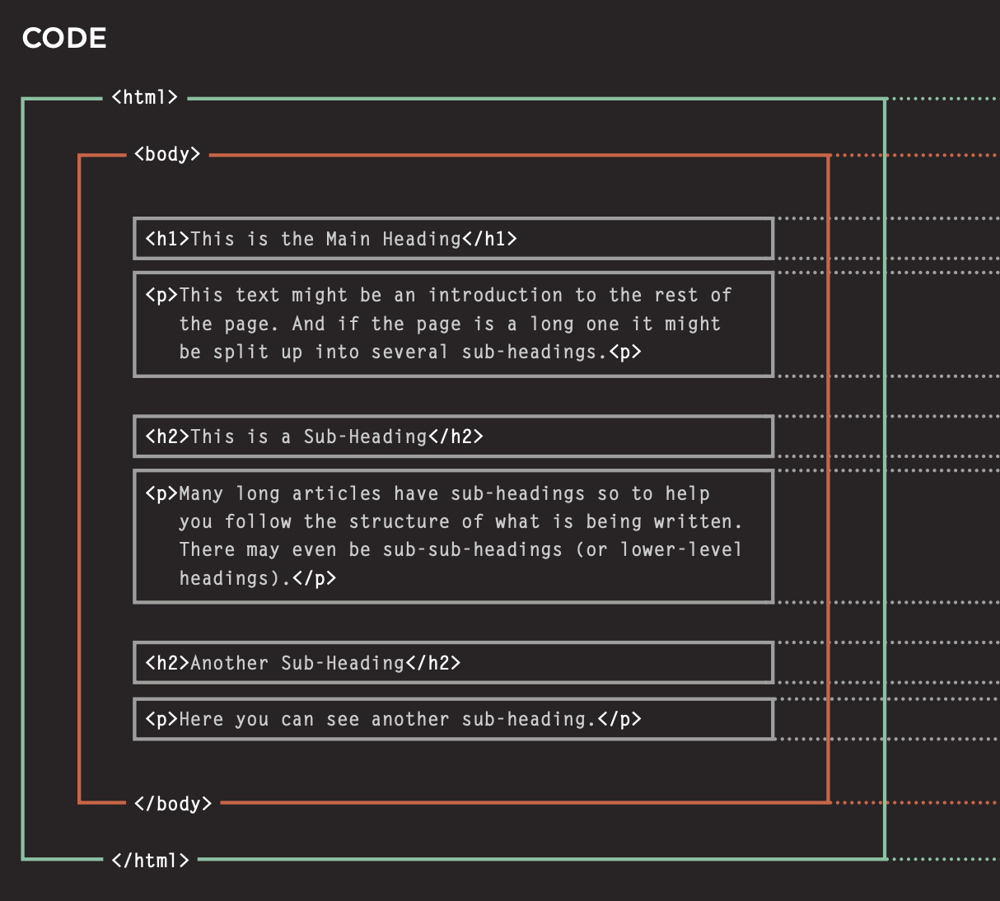 CODE
<html>
<body>
<h1>This is the Main Heading</h1>
<p>This text might be an introduction to the rest of
the page. And if the page is a long one it might
be split up into several sub-headings.<p>
<h2>This is a Sub-Heading</h2>
<p>Many long articles have sub-headings so to help
you follow the structure of what is being written.
There may even be sub-sub-headings (or lower-level
headings).</p>
<h2>Another Sub-Heading</h2>
<p>Here you can see another sub-heading.</p>
</body>
</html>